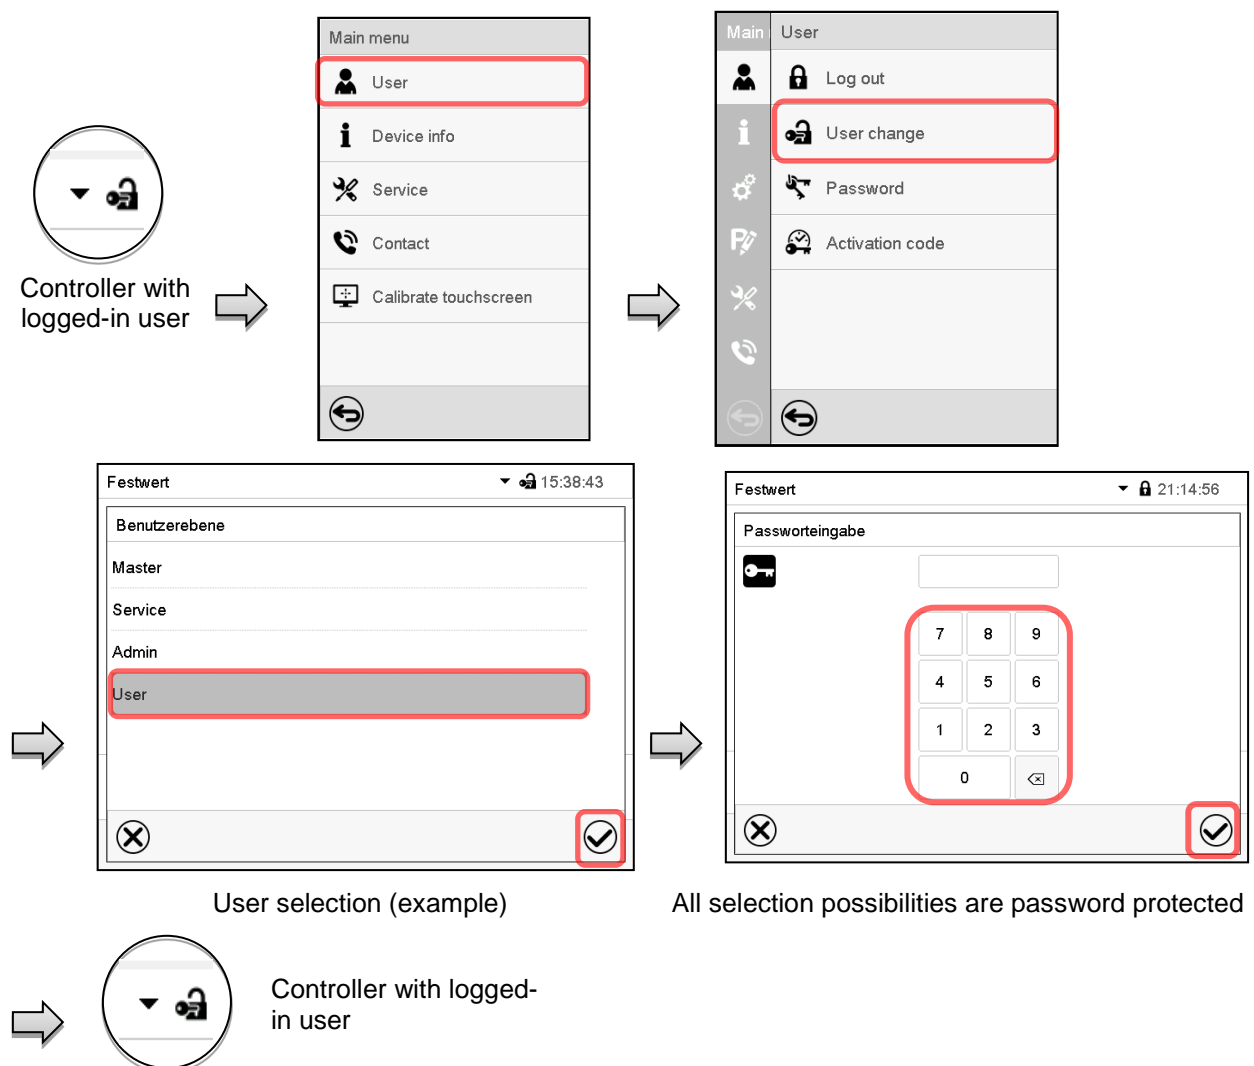 Main menu
User
Device info
Service
Contact
Calibrate touchscreen
Main
User
Log out
User change
Password
Activation code
Controller with
logged-in user
Festwert
15:38:43
Benutzerebene
Master
Service
Admin
User
Festwert
21:14:56
Passworteingabe
7 8 9
4 5 6
1 2 3
0
User selection (example)
All selection possibilities are password protected
Controller with logged-
in user